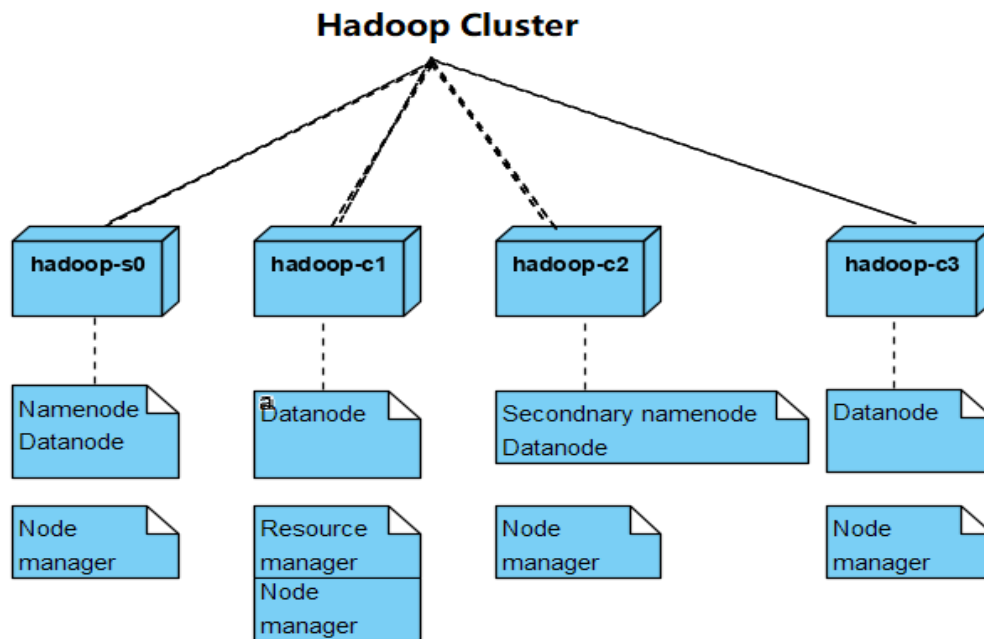 Hadoop Cluster
hadoop-s0
hadoop-c1
hadoop-c2
hadoop-c3
Namenode
Datanode
a
Datanode
Secondnary namenode
Datanode
Datanode
Node
manager
Resource
manager
Node
manager
Node
manager
Node
manager